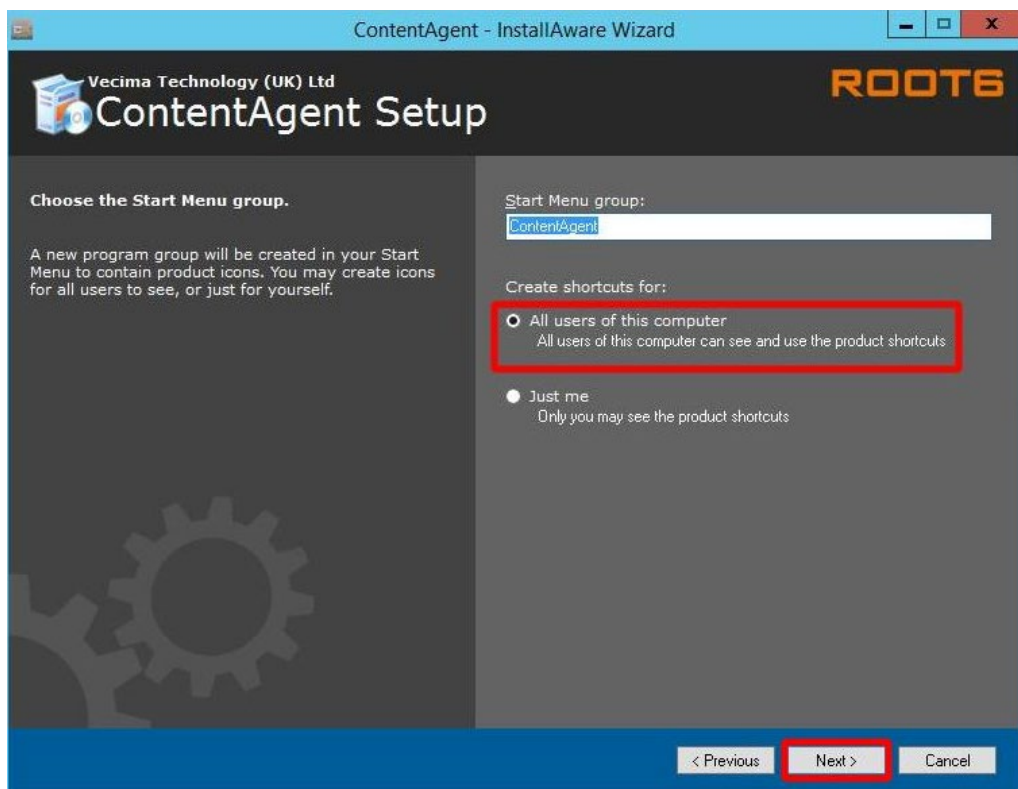 ContentAgent - InstallAware Wizard
Vecima Technology (UK) Ltd
ContentAgent Setup
ROOT6
Choose the Start Menu group.
A new program group will be created in your Start
Menu to contain product icons. You may create icons
for all users to see, or just for yourself.
Start Menu group:
ContentAgent
Create shortcuts for:
All users of this computer
All users of this computer can see and use the product shortcuts
Just me
Only you may see the product shortcuts
< Previous
Next >
Cancel